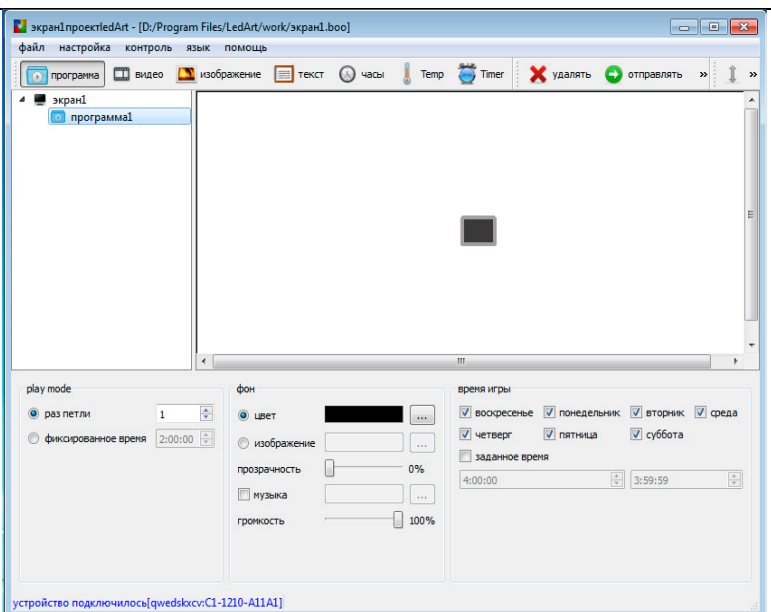 экран1проектledArt - [D:/Program Files/LedArt/work/экран1.boo]
файл настройка контроль язык помощь
программа видео изображение текст часы Temp Timer удалять отправлять » »
экран1
программа1
play mode
раз петли 1
фиксированное время 2:00:00
фон
цвет ...
изображение ...
прозрачность 0%
музыка ...
громкость 100%
время игры
воскресенье понедельник вторник среда
четверг пятница суббота
заданное время
4:00:00 3:59:59
устройство подключилось[qwedskxcv:C1-1210-A11A1]